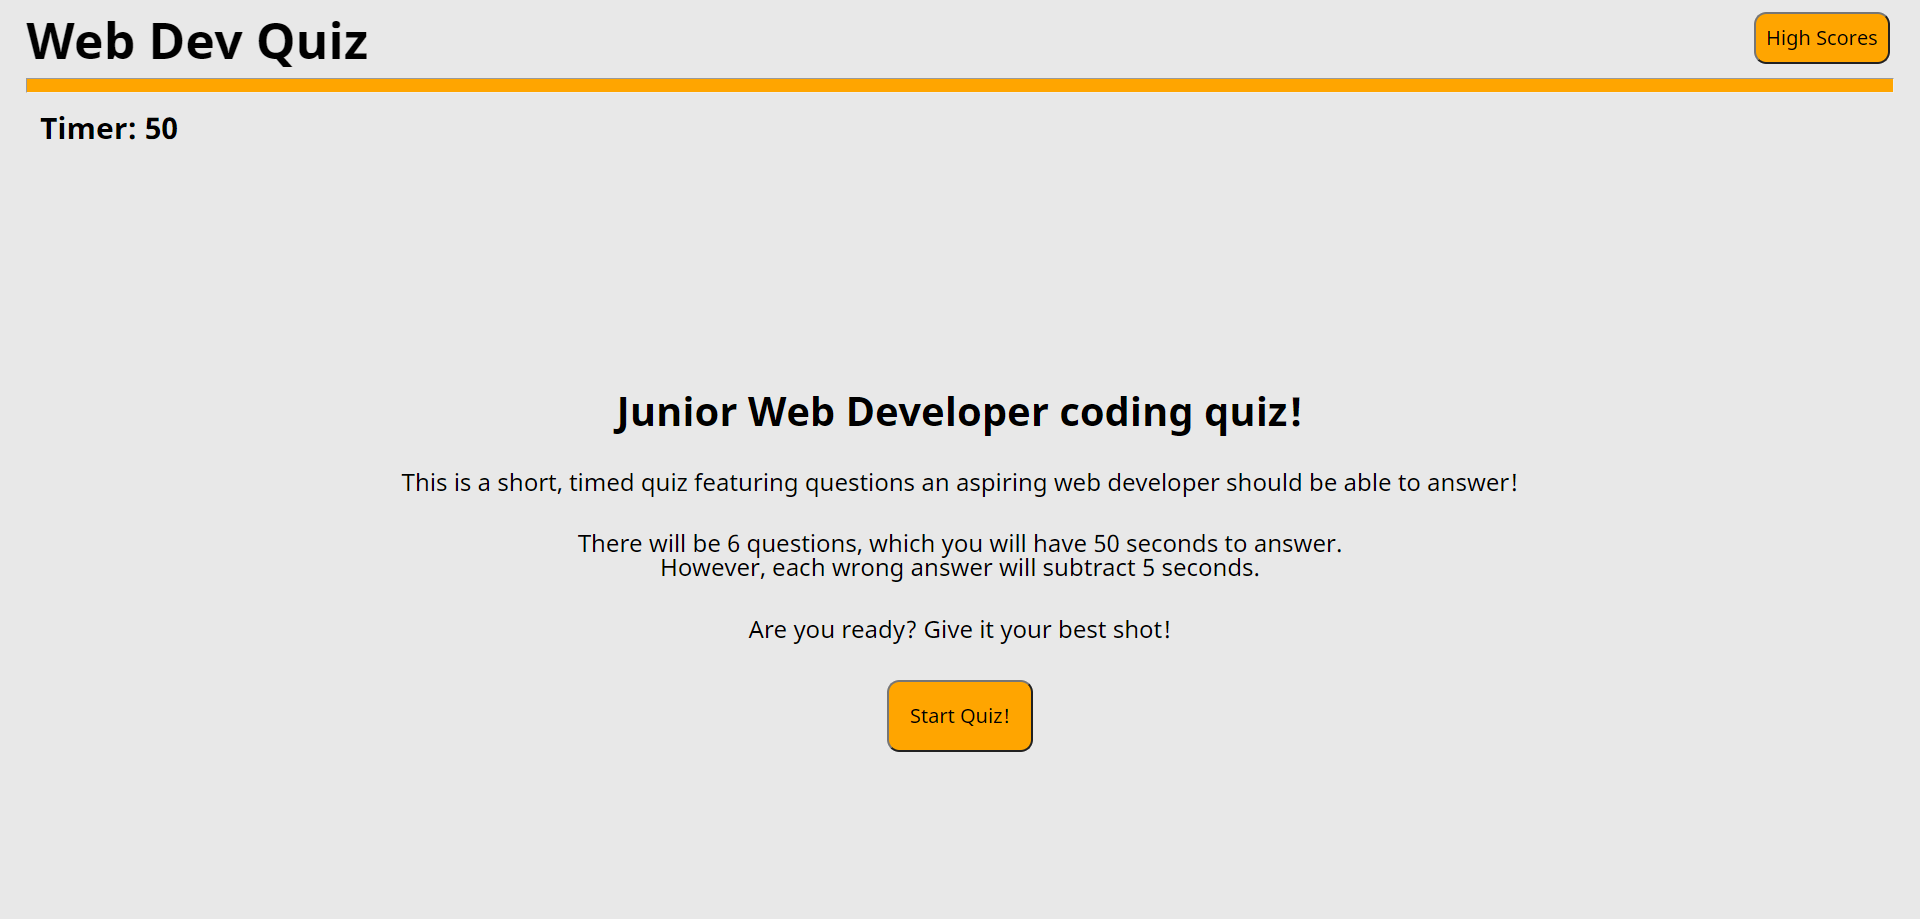 Web Dev Quiz
High Scores
Timer: 50
Junior Web Developer coding quiz!
This is a short, timed quiz featuring questions an aspiring web developer should be able to answer!
There will be 6 questions, which you will have 50 seconds to answer.
However, each wrong answer will subtract 5 seconds.
Are you ready? Give it your best shot!
Start Quiz!